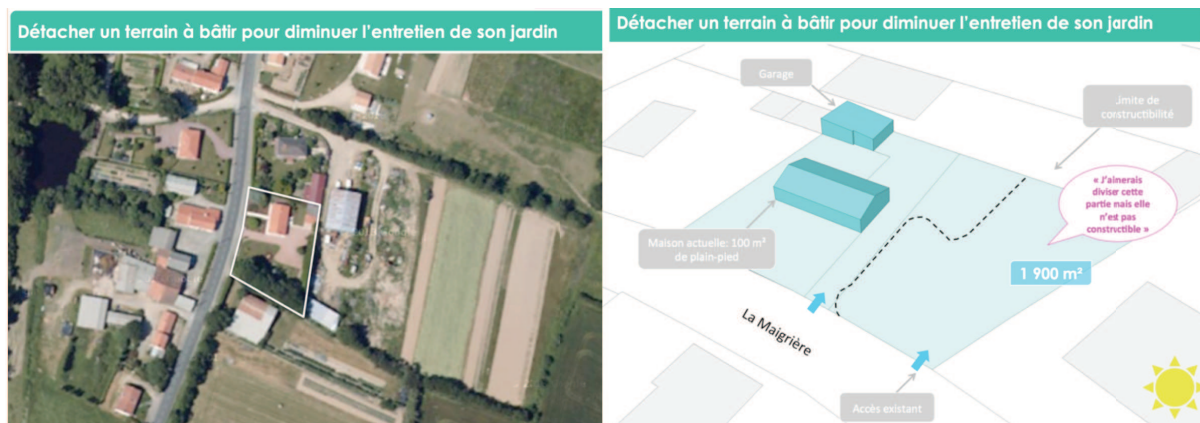 Détacher un terrain à bâtir pour diminuer l'entretien de son jardin
Détacher un terrain à bâtir pour diminuer l'entretien de son jardin
Garage
Limite de
constructibilité
« J'ainerais
diviser cette
partie nais elle
n'est pas
constructible »
Maison actuelle: 100 m²
de plain-pied
1 900 m²
La Maigrière
Accès existant